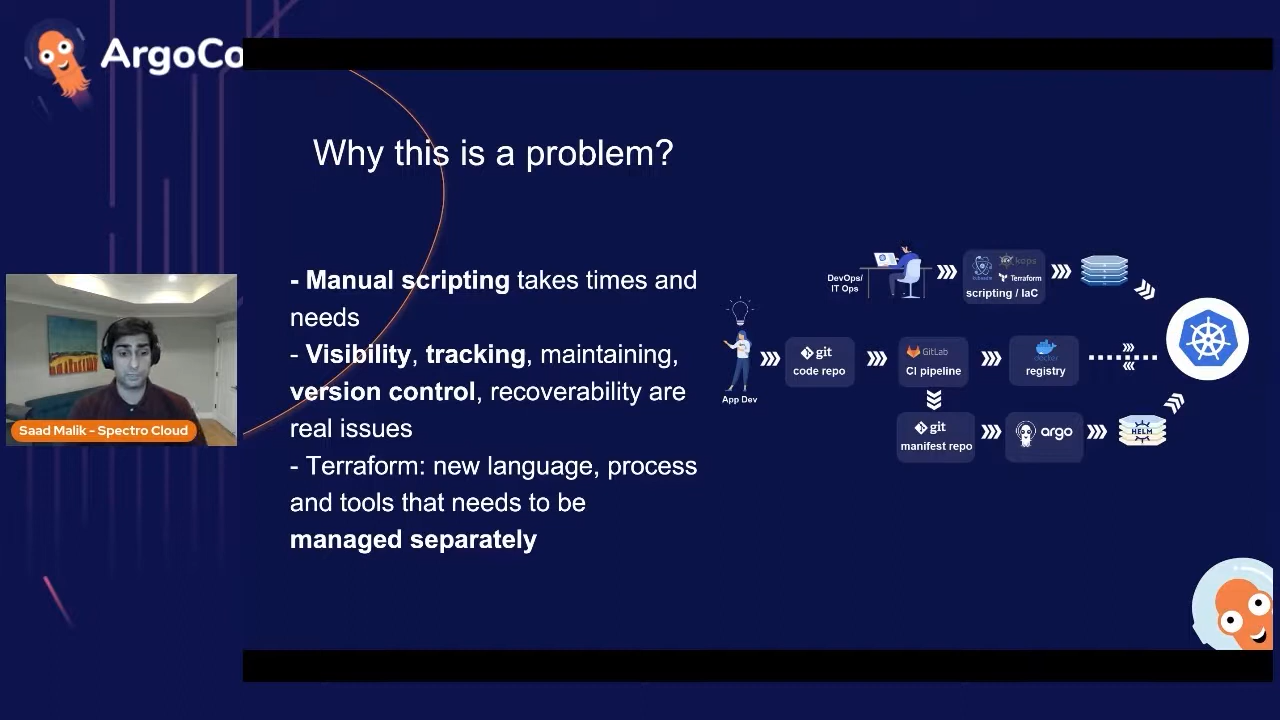 ArgoCo
Why this is a problem?
- Manual scripting takes times and
needs
- Visibility, tracking, maintaining,
version control, recoverability are
real issues
- Terraform: new language, process
and tools that needs to be
managed separately
Saad Malik - Spectro Cloud
DevOps/
IT Ops
kops
Terraform
scripting / IaC
App Dev
git
code repo
GitLab
CI pipeline
docker
registry
git
manifest repo
argo
HELM